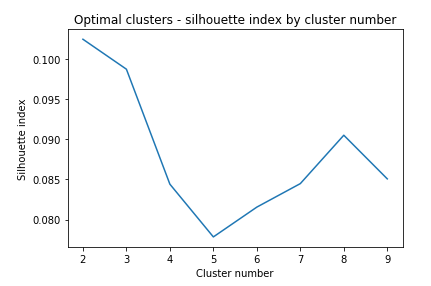 Optimal clusters - silhouette index by cluster number
0.100
0.095
0.090
0.085
0.080
Silhouette index
2 3 4 5 6 7 8 9
Cluster number